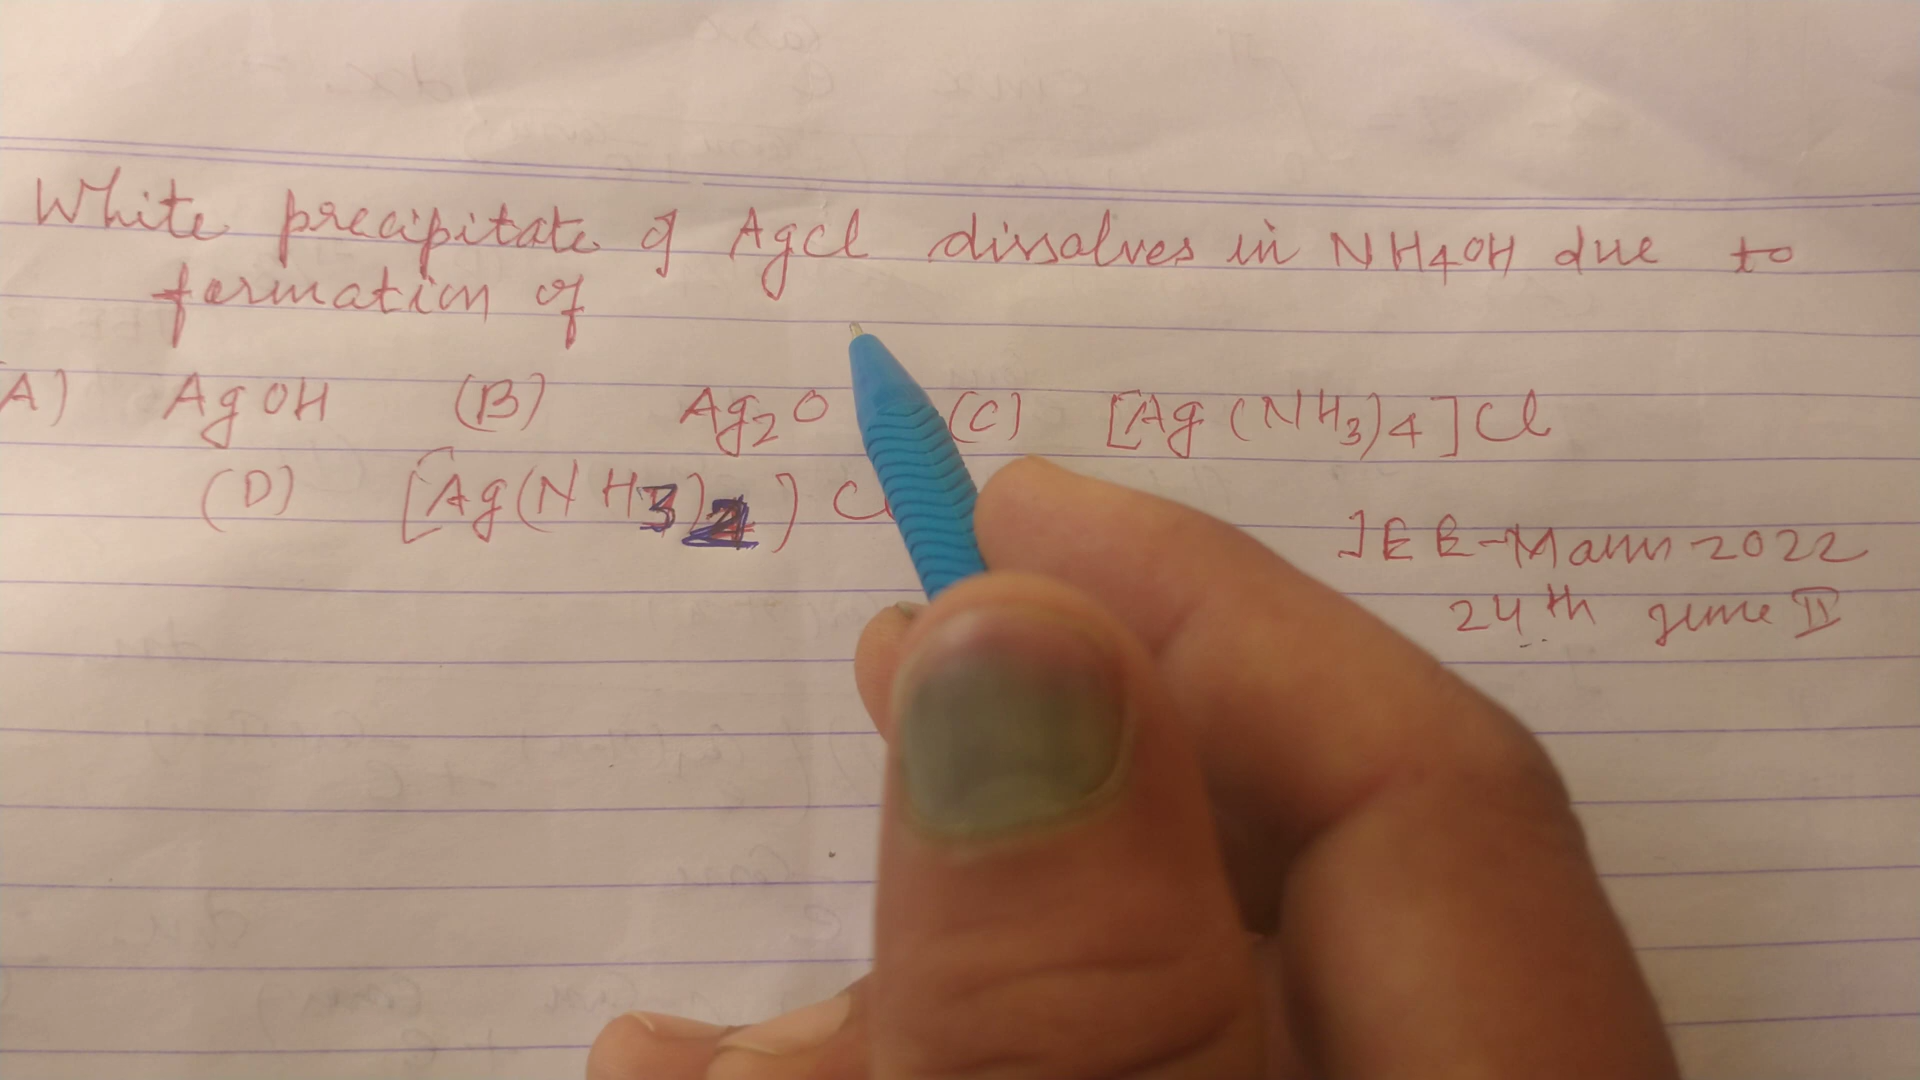 White precipitate of AgCl dissolves in NH4OH due to
formation of
A) AgOH (B) Ag2O (C) [Ag(NH3)4]Cl
(D) [Ag(NH3)2] C
JEE-Main 2022
24th June II